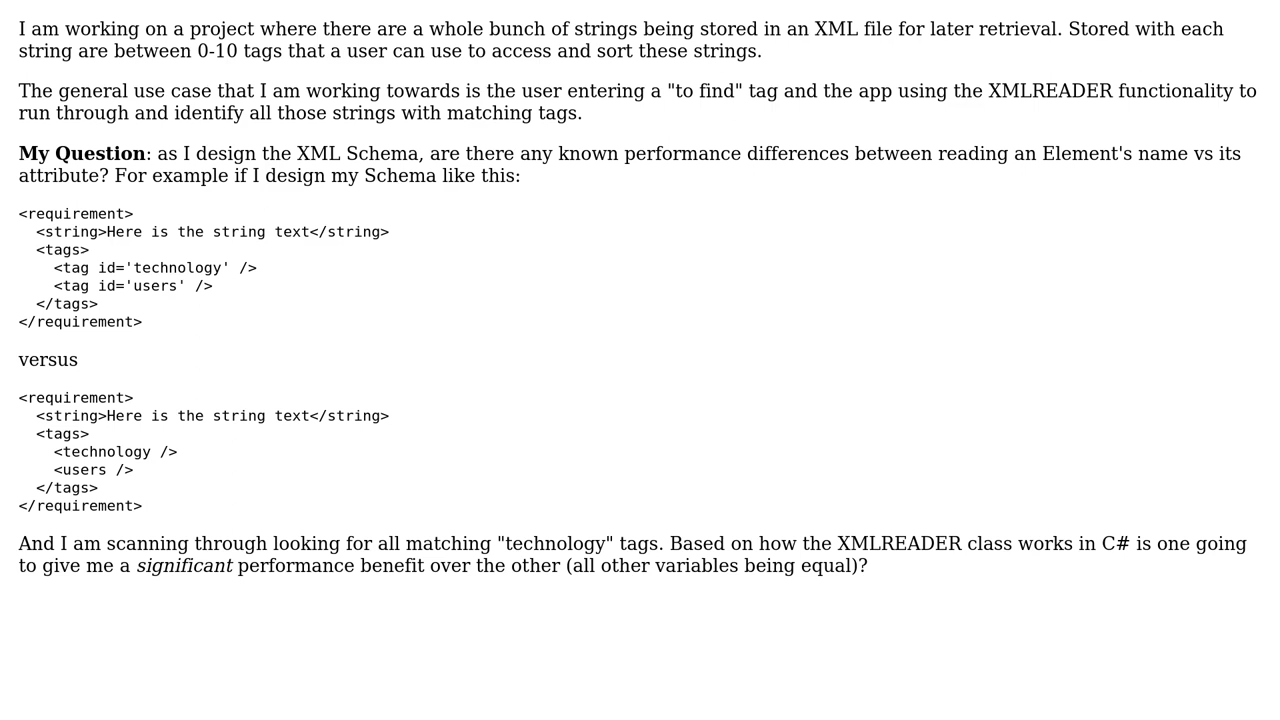 I am working on a project where there are a whole bunch of strings being stored in an XML file for later retrieval. Stored with each
string are between 0-10 tags that a user can use to access and sort these strings.
The general use case that I am working towards is the user entering a "to find" tag and the app using the XMLREADER functionality to
run through and identify all those strings with matching tags.
My Question: as I design the XML Schema, are there any known performance differences between reading an Element's name vs its
attribute? For example if I design my Schema like this:
<requirement>
  <string>Here is the string text</string>
  <tags>
    <tag id='technology' />
    <tag id='users' />
  </tags>
</requirement>
versus
<requirement>
  <string>Here is the string text</string>
  <tags>
    <technology />
    <users />
  </tags>
</requirement>
And I am scanning through looking for all matching "technology" tags. Based on how the XMLREADER class works in C# is one going
to give me a significant performance benefit over the other (all other variables being equal)?